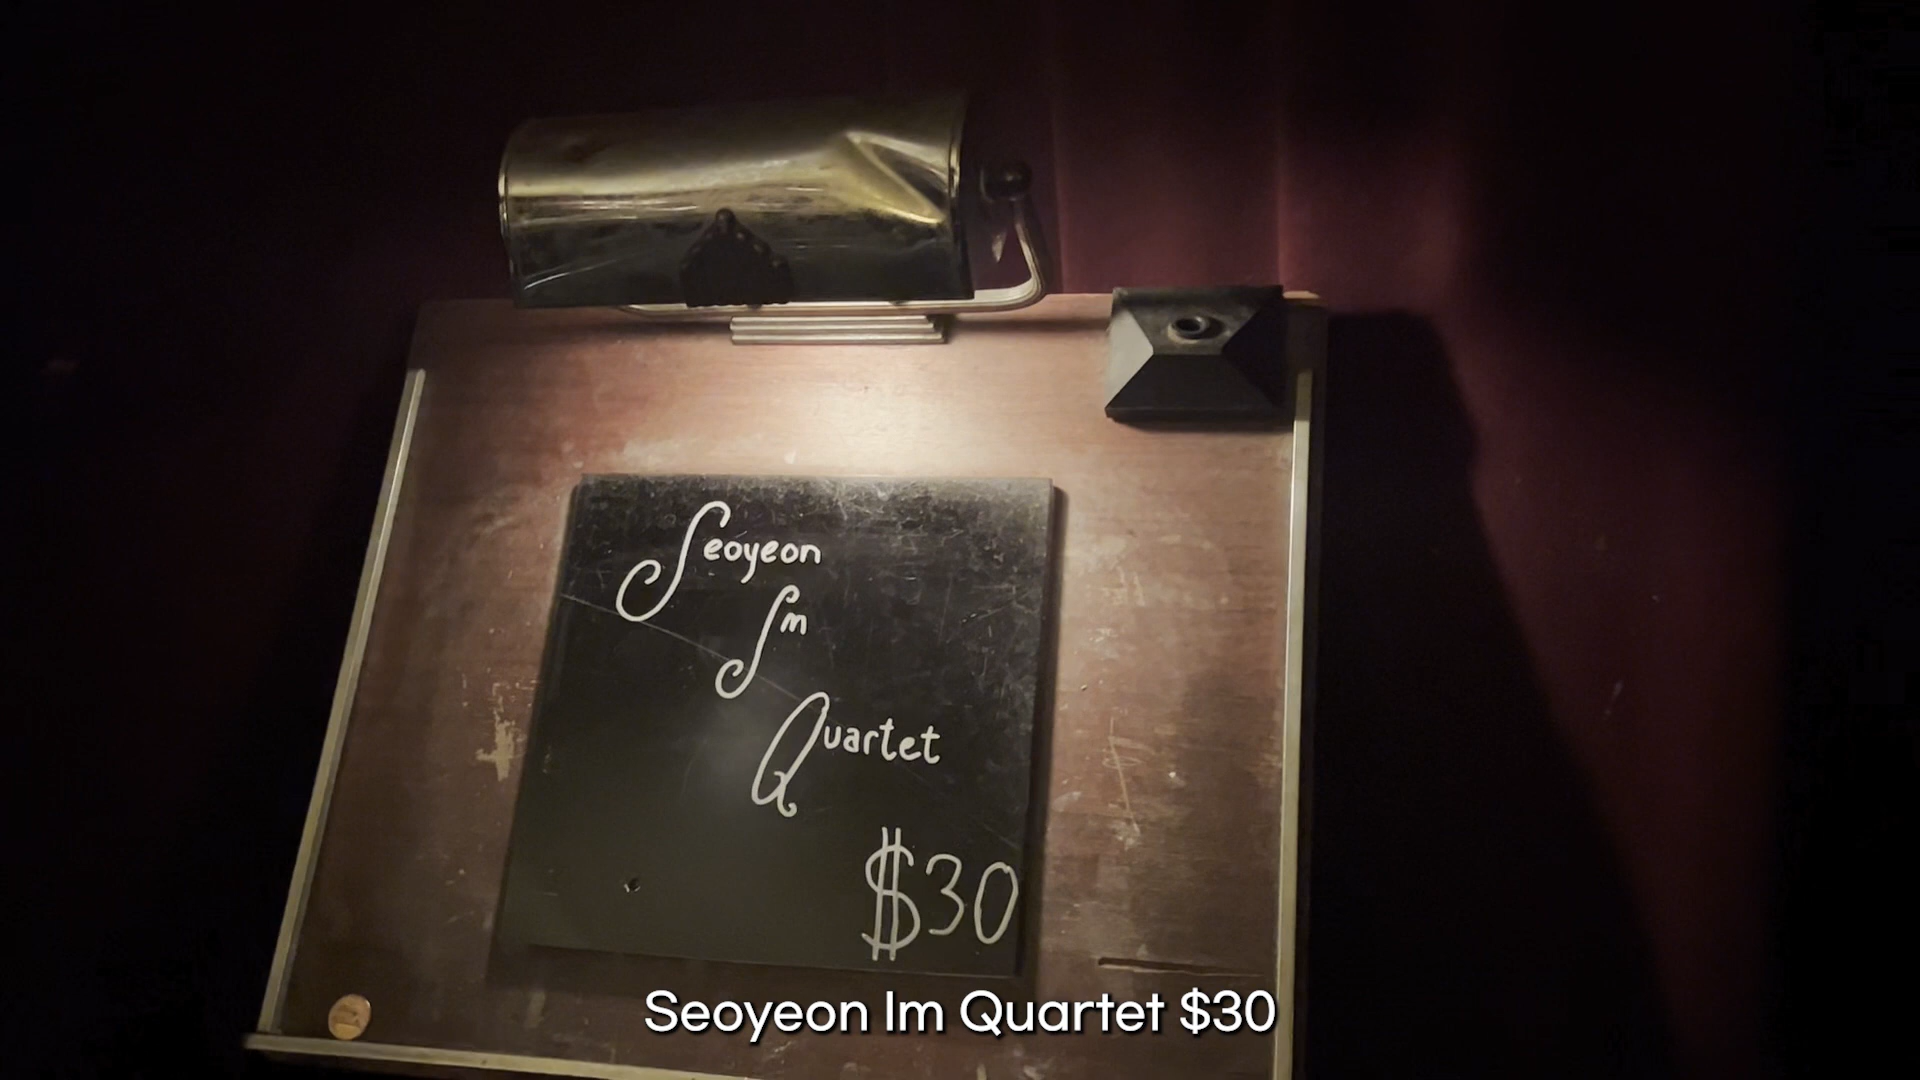 Seoyeon
Im
Quartet
$30
Seoyeon Im Quartet $30